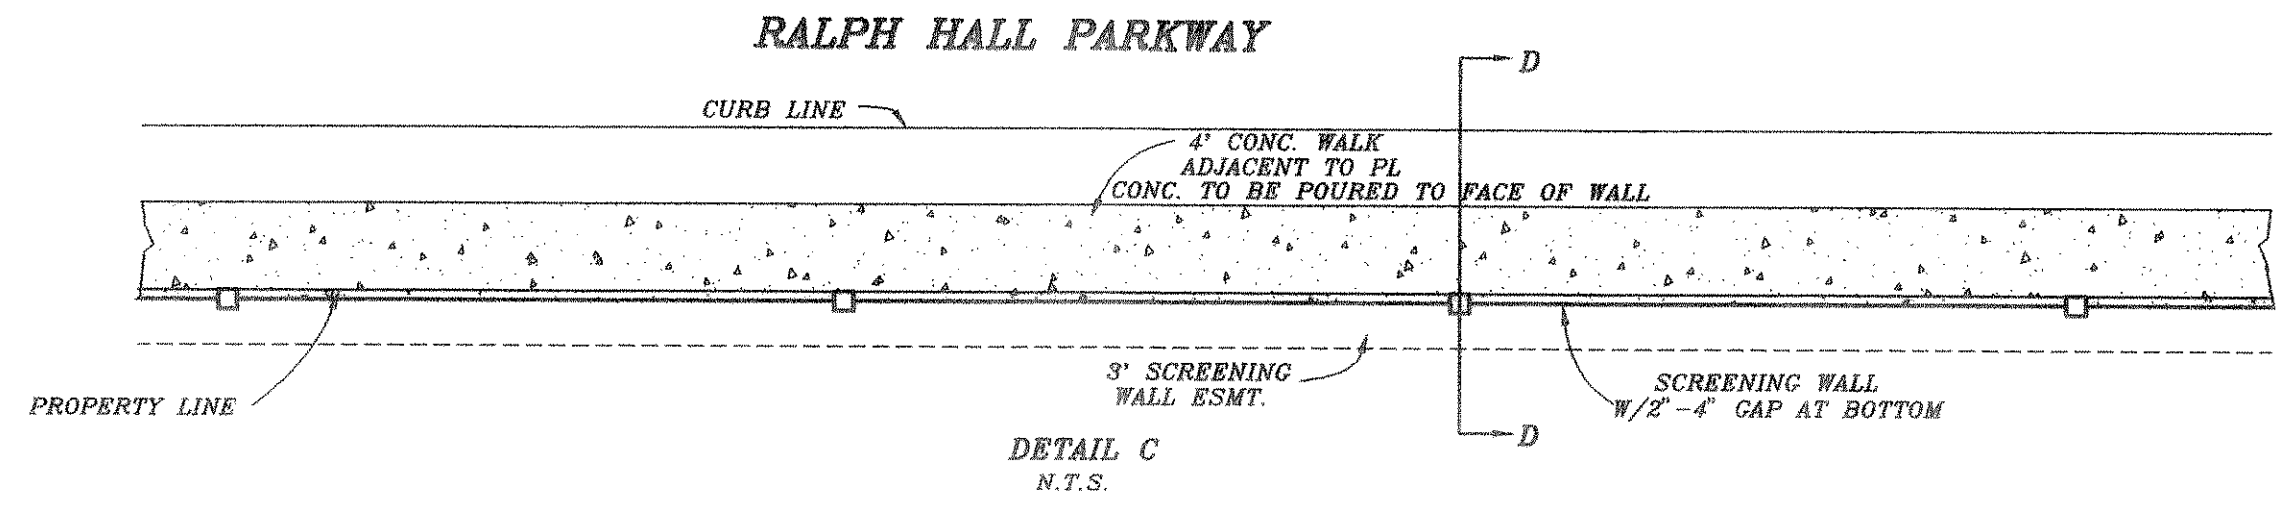 RALPH HALL PARKWAY
D
CURB LINE
4' CONC. WALK
ADJACENT TO PL
CONC. TO BE POURED TO FACE OF WALL
3' SCREENING
WALL ESMT.
SCREENING WALL
W/2"-4" GAP AT BOTTOM
PROPERTY LINE
D
DETAIL C
N.T.S.